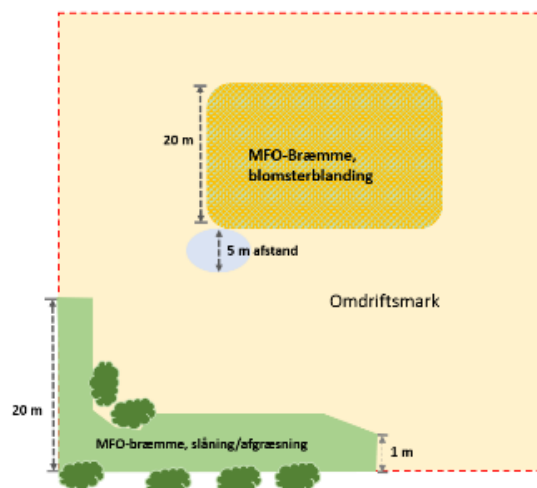 20 m
MFO-Bræmme,
blomsterblanding
5 m afstand
Omdriftsmark
20 m
MFO-bræmme, slåning/afgræsning
1 m